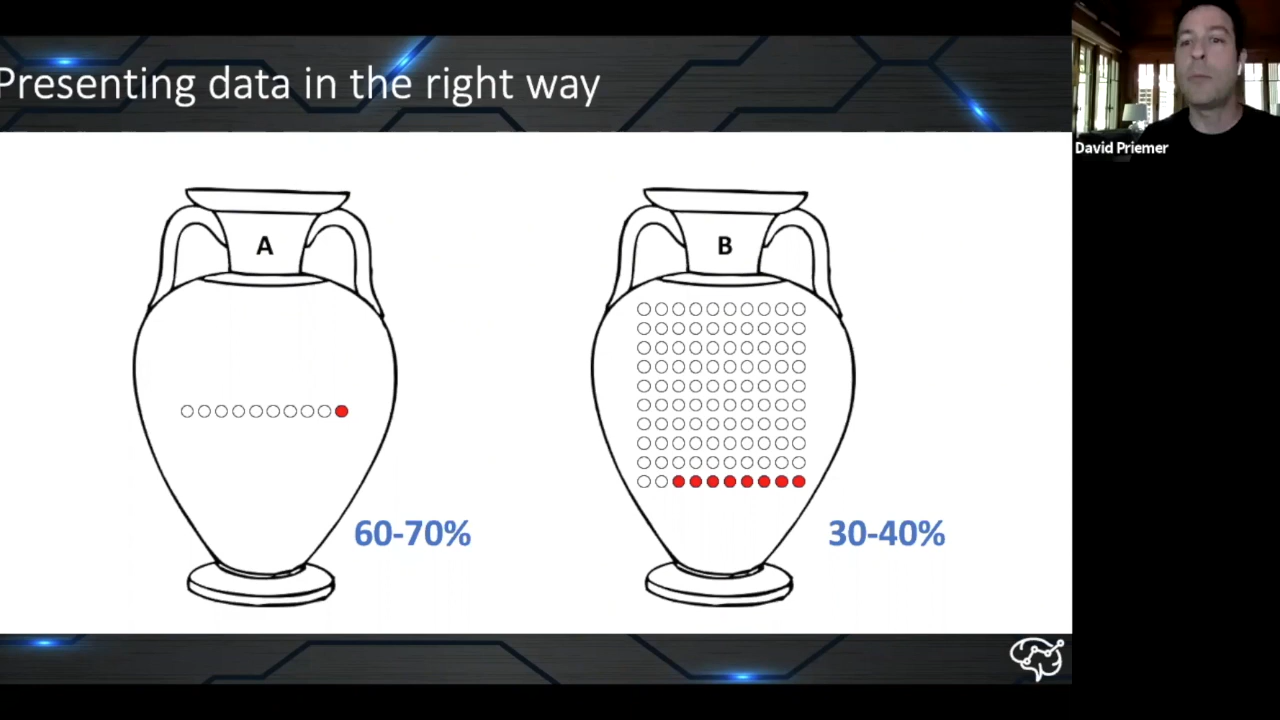 Presenting data in the right way
David Priemer
A
B
60-70%
30-40%